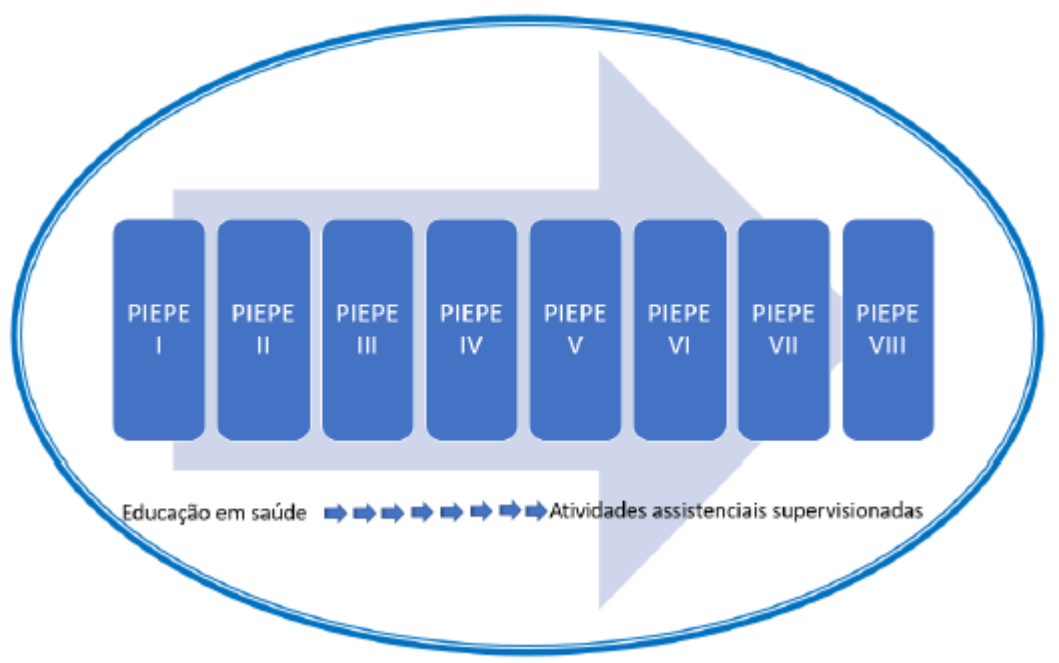 PIEPE
I
PIEPE
II
PIEPE
III
PIEPE
IV
PIEPE
V
PIEPE
VI
PIEPE
VII
PIEPE
VIII
Educação em saúde
Atividades assistenciais supervisionadas